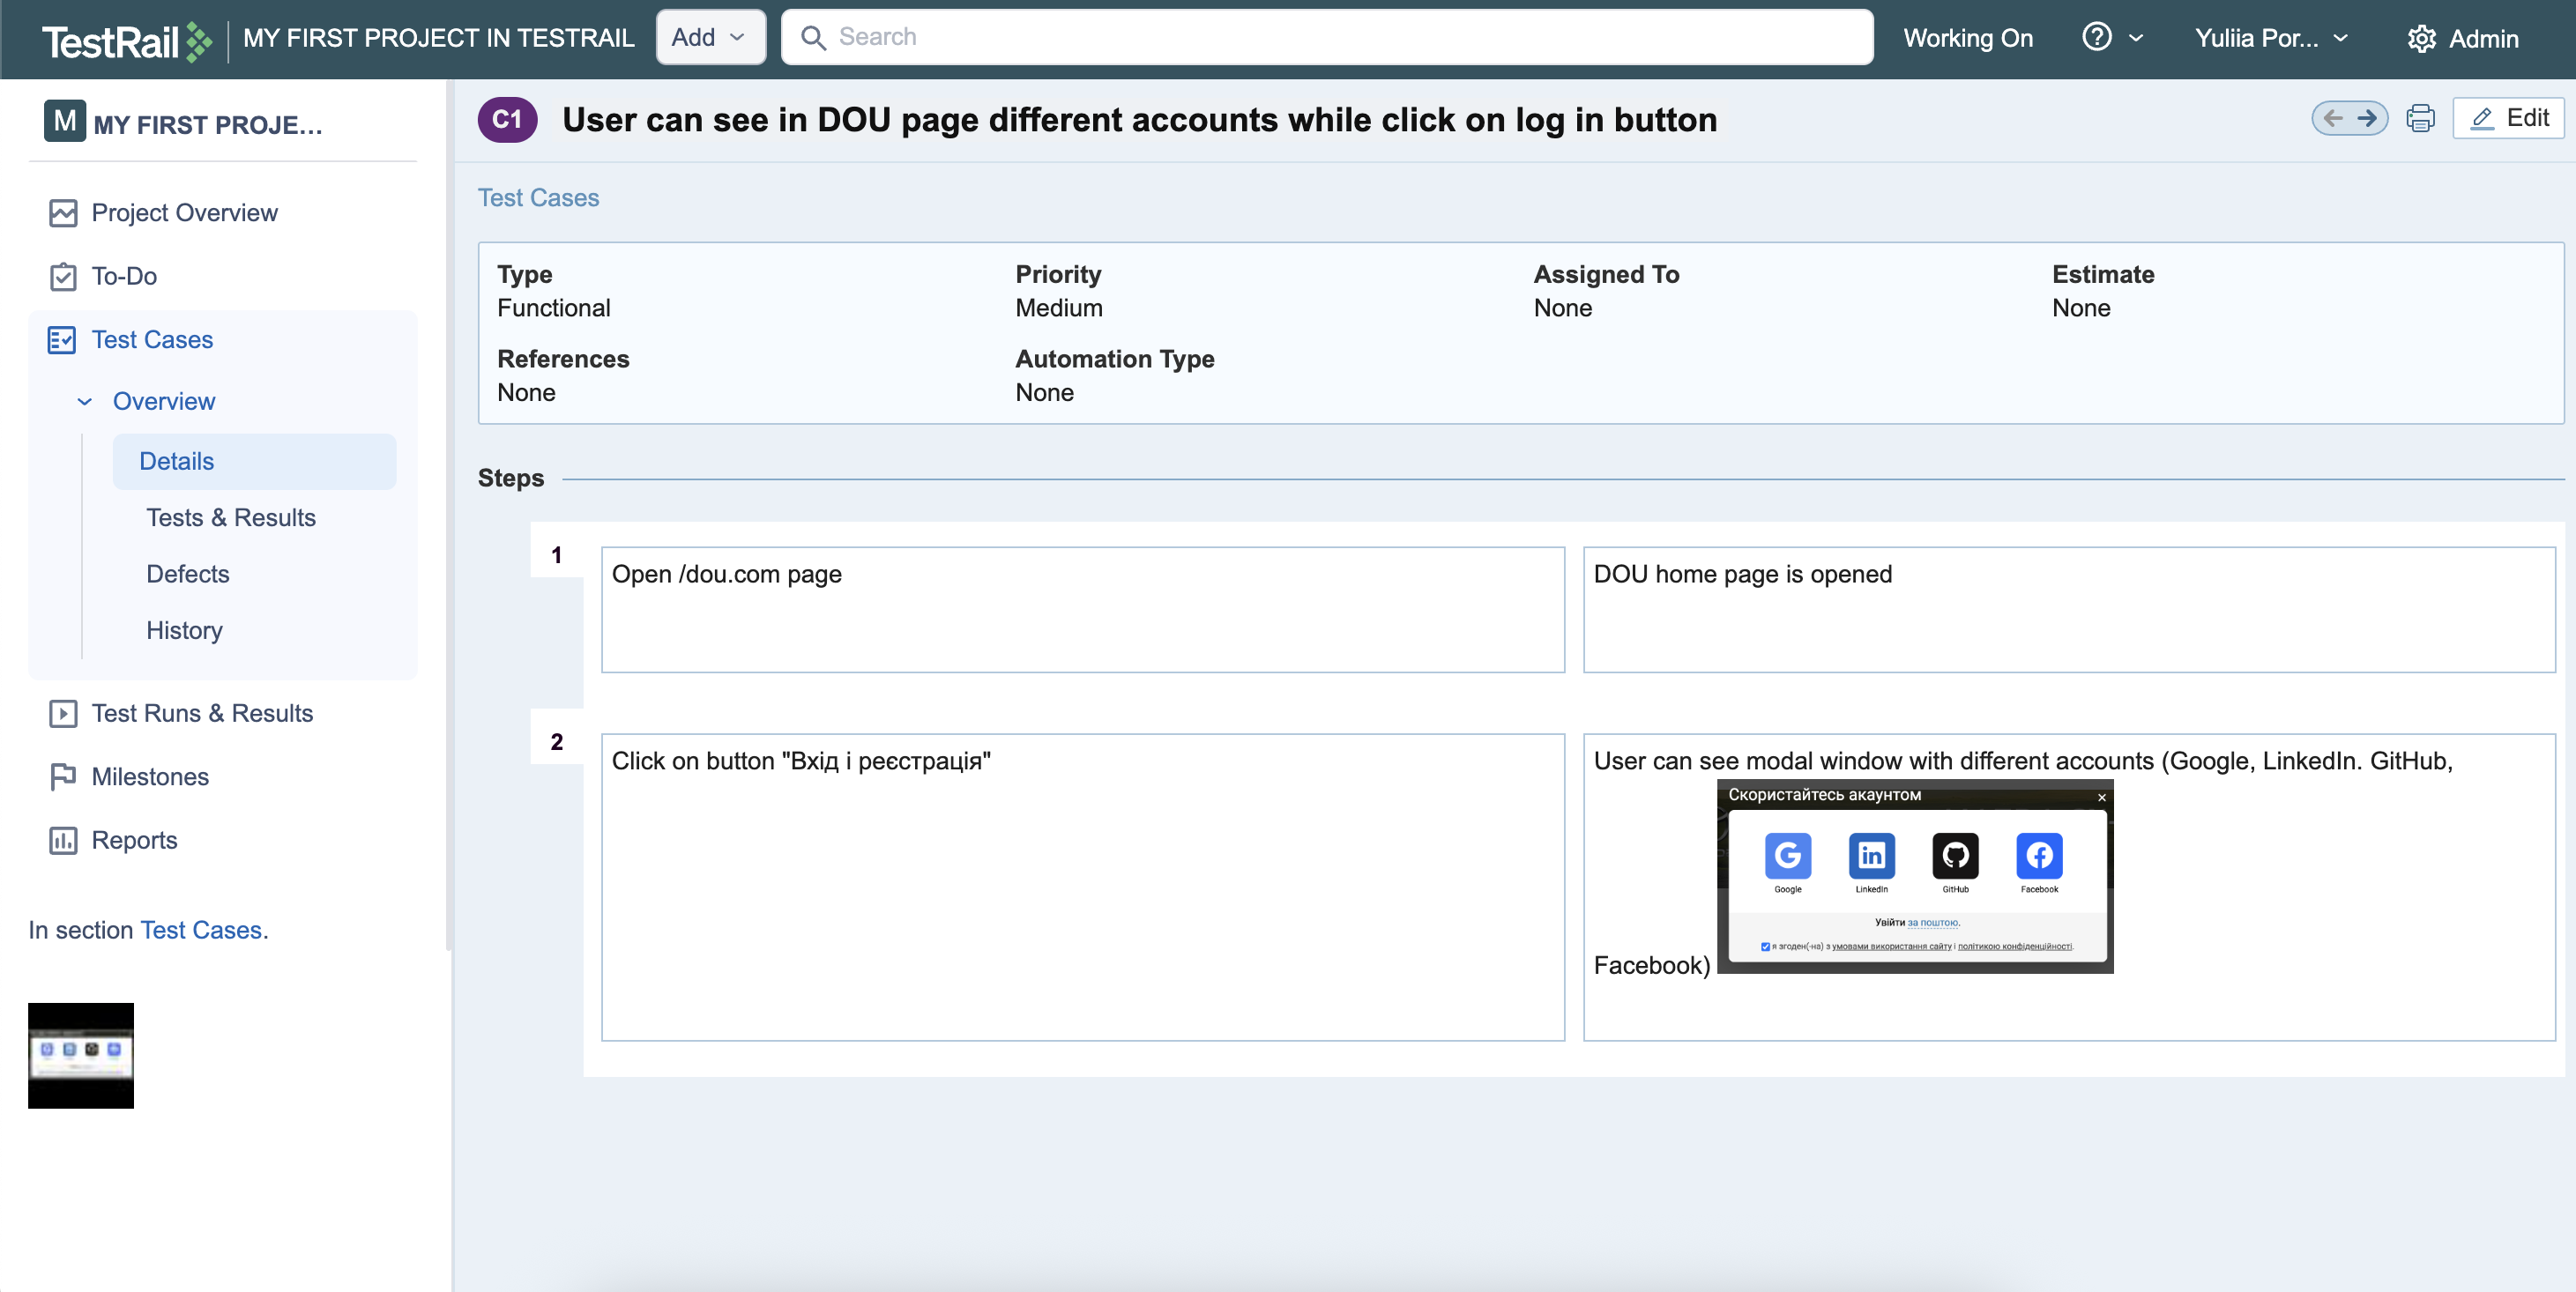 TestRail
MY FIRST PROJECT IN TESTRAIL
Add
Search
Working On
Yuliia Por...
Admin
M MY FIRST PROJE...
Project Overview
To-Do
Test Cases
Overview
Details
Tests & Results
Defects
History
Test Runs & Results
Milestones
Reports
In section Test Cases.
C1 User can see in DOU page different accounts while click on log in button
Edit
Test Cases
Type Priority Assigned To Estimate
Functional Medium None None
References Automation Type
None None
Steps
1
Open /dou.com page
DOU home page is opened
2
Click on button "Вхід і реєстрація"
User can see modal window with different accounts (Google, LinkedIn. GitHub,
Скористайтесь акаунтом
Google LinkedIn GitHub Facebook
Увійти за поштою.
я згоден(-на) з умовами використання сайту і політикою конфіденційності.
Facebook)